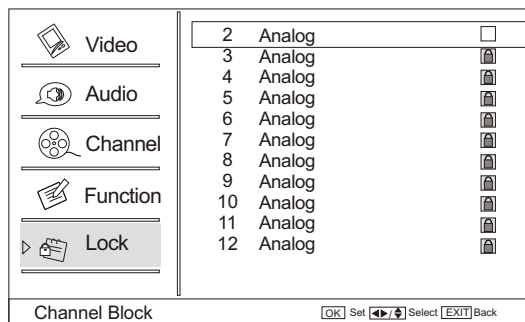 Video
Audio
Channel
Function
Lock
2 Analog
3 Analog
4 Analog
5 Analog
6 Analog
7 Analog
8 Analog
9 Analog
10 Analog
11 Analog
12 Analog
Channel Block
OK Set ◀▶/▲▼ Select EXIT Back